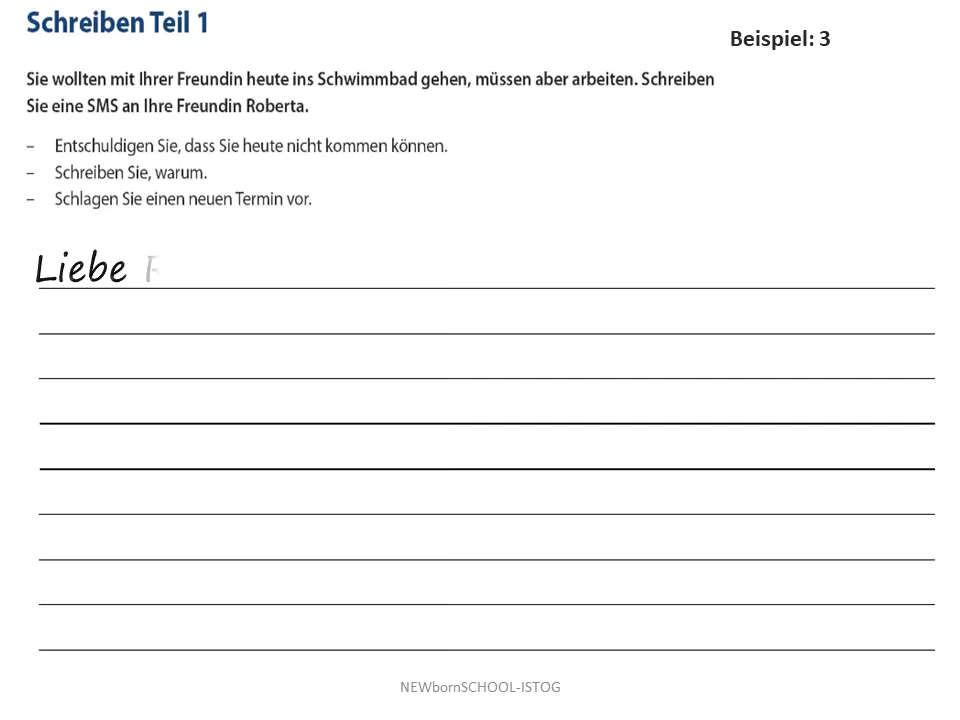 Schreiben Teil 1
Beispiel: 3
Sie wollten mit Ihrer Freundin heute ins Schwimmbad gehen, müssen aber arbeiten. Schreiben
Sie eine SMS an Ihre Freundin Roberta.
– Entschuldigen Sie, dass Sie heute nicht kommen können.
– Schreiben Sie, warum.
– Schlagen Sie einen neuen Termin vor.
Liebe
NEWbornSCHOOL-ISTOG